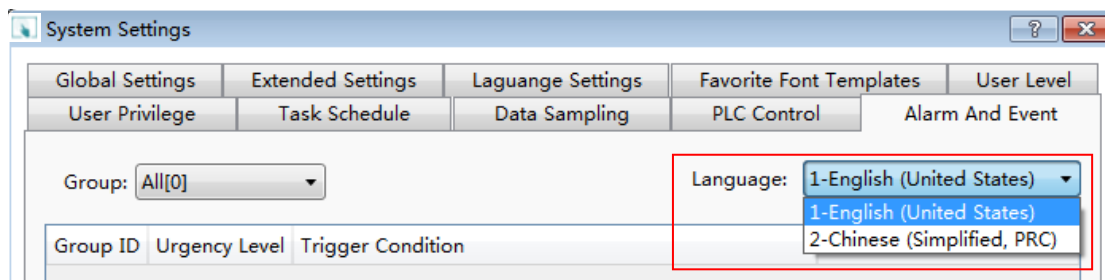 System Settings
Global Settings Extended Settings Laguange Settings Favorite Font Templates User Level
User Privilege Task Schedule Data Sampling PLC Control Alarm And Event
Group: All[0] Language: 1-English (United States)
1-English (United States)
2-Chinese (Simplified, PRC)
Group ID Urgency Level Trigger Condition